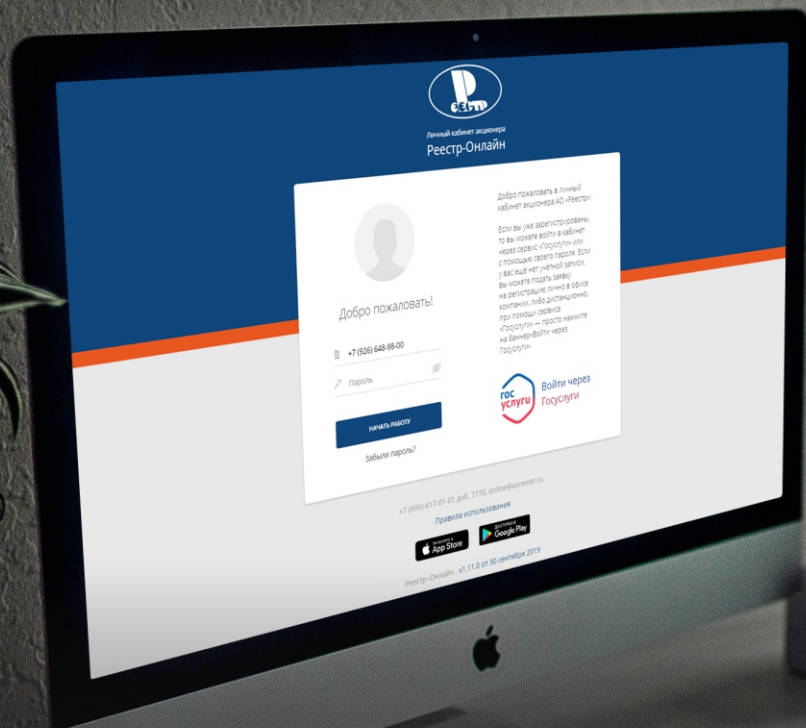 РЕЕСТР
Личный кабинет акционера
Реестр-Онлайн
Добро пожаловать!
+7 (926) 648-98-00
Пароль
НАЧАТЬ РАБОТУ
Забыли пароль?
Добро пожаловать в личный
кабинет акционера АО «Реестр»!
Если вы уже зарегистрированы,
то вы можете войти в кабинет
через сервис «Госуслуги» или
с помощью своего пароля. Если
у вас ещё нет учётной записи,
вы можете подать заявку
на регистрацию лично в офисе
компании, либо дистанционно,
при помощи сервиса
«Госуслуги» — просто нажмите
на баннер«Войти через
Госуслуги»
гос
услуги
Войти через
Госуслуги
+7 (495) 617-01-01 доб. 7770, online@aoreestr.ru
Правила использования
Загрузите в
App Store
ДОСТУПНО В
Google Play
Реестр-Онлайн , v1.11.0 от 30 сентября 2019